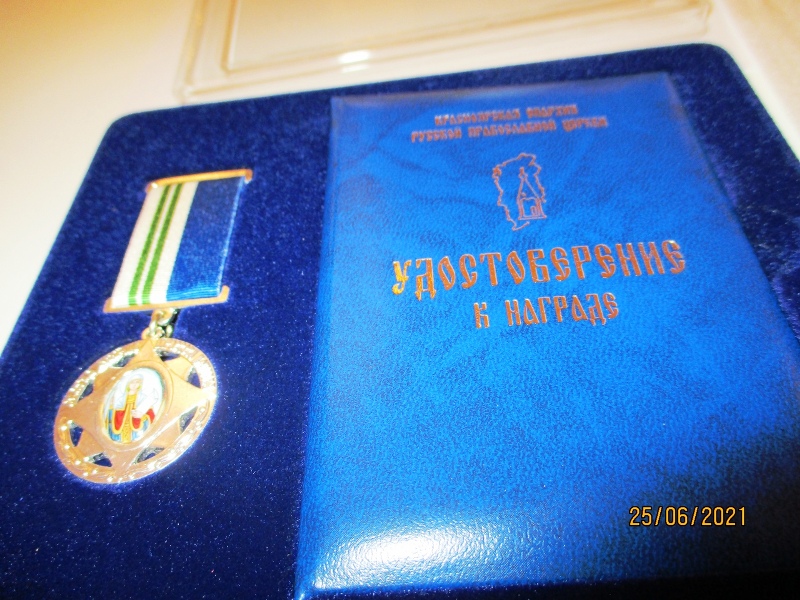 КРАСНОЯРСКАЯ ЕПАРХИЯ
РУССКОЙ ПРАВОСЛАВНОЙ ЦЕРКВИ
УДОСТОВЕРЕНИЕ
К НАГРАДЕ
25/06/2021